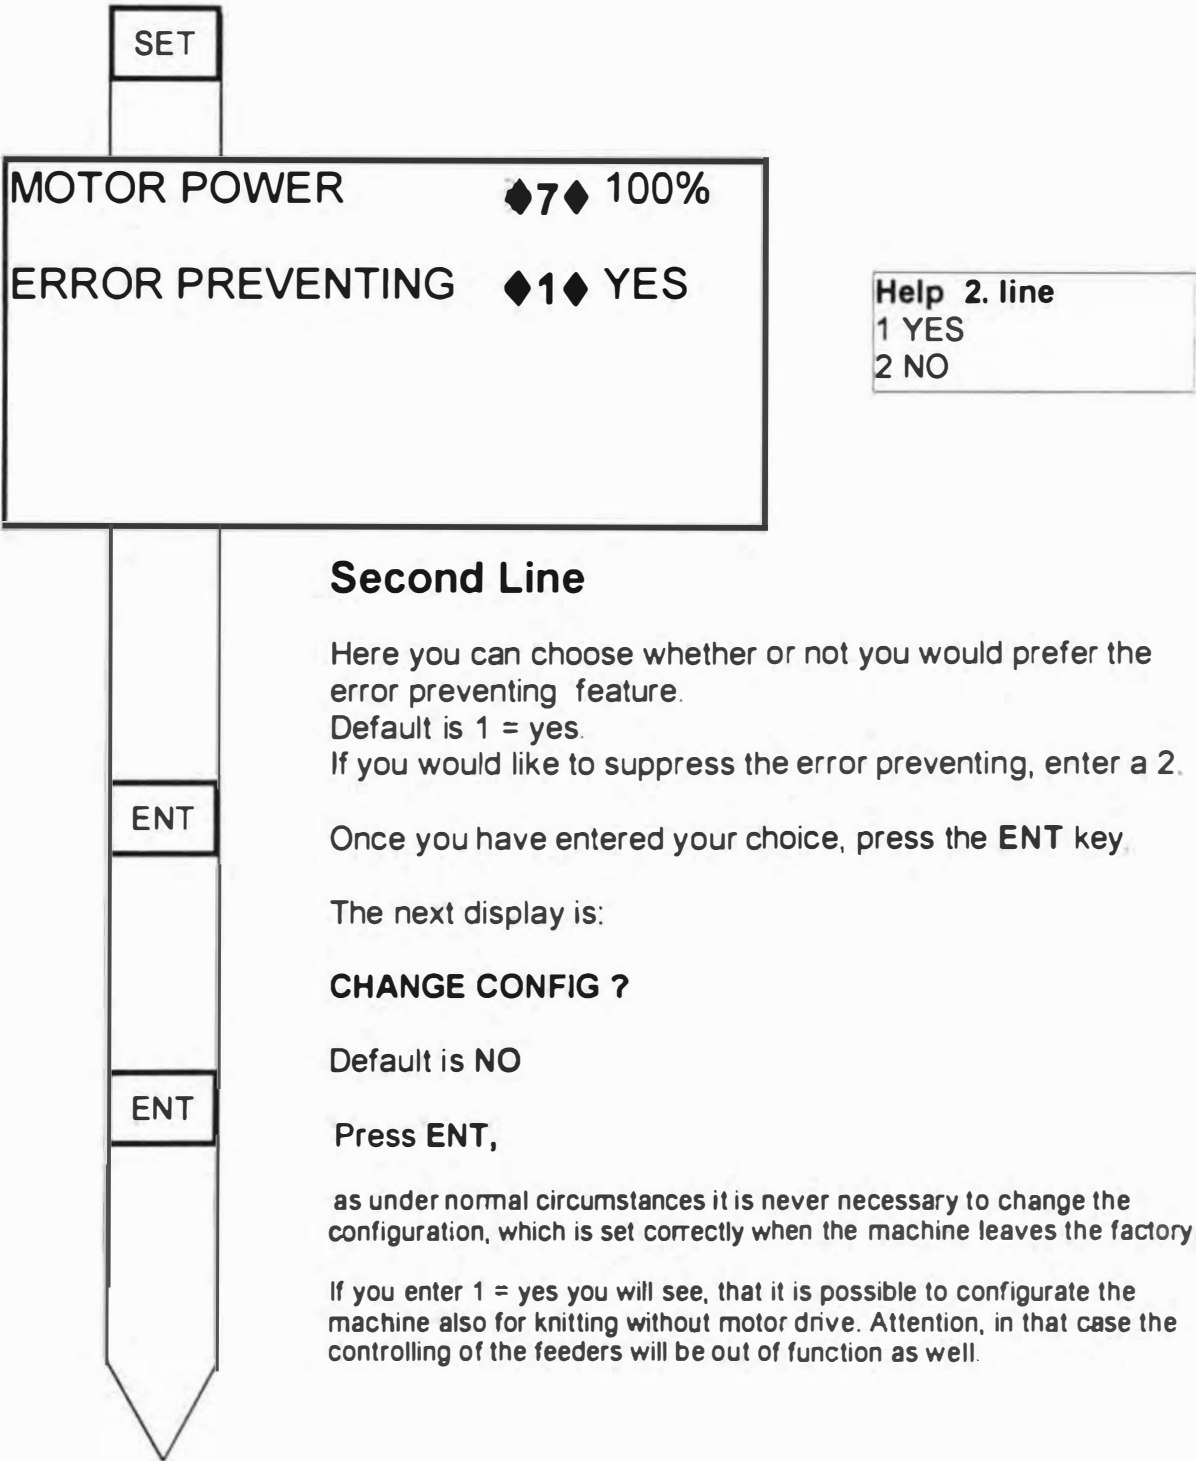 SET
MOTOR POWER ♦7♦ 100%
ERROR PREVENTING ♦1♦ YES
Help 2. line
1 YES
2 NO
Second Line
Here you can choose whether or not you would prefer the
error preventing feature.
Default is 1 = yes.
If you would like to suppress the error preventing, enter a 2.
ENT
Once you have entered your choice, press the ENT key.
The next display is:
CHANGE CONFIG ?
Default is NO
ENT
Press ENT,
as under normal circumstances it is never necessary to change the
configuration, which is set correctly when the machine leaves the factory.
If you enter 1 = yes you will see, that it is possible to configurate the
machine also for knitting without motor drive. Attention, in that case the
controlling of the feeders will be out of function as well.